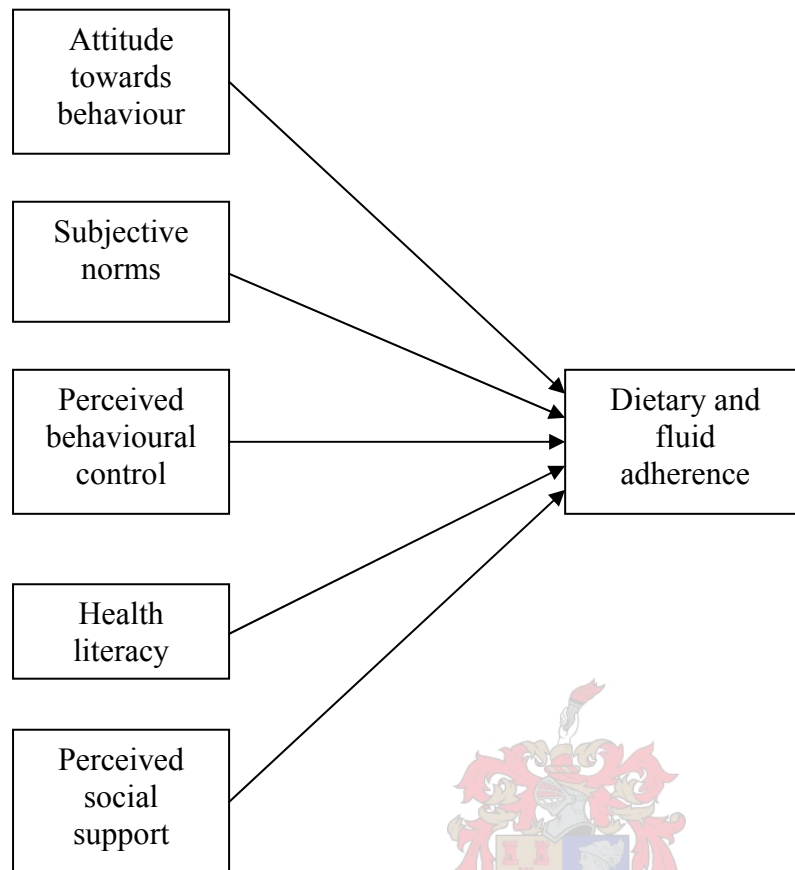 Attitude
towards
behaviour
Subjective
norms
Perceived
behavioural
control
Dietary and
fluid
adherence
Health
literacy
Perceived
social
support